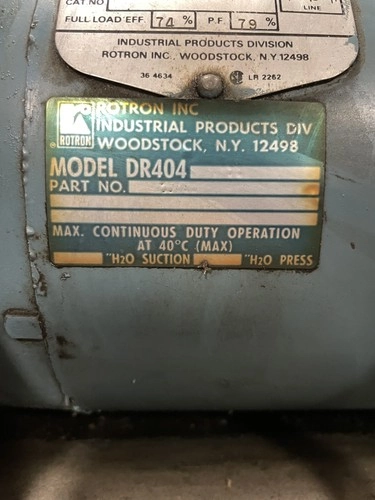 CAT NO
LINE
FULL LOAD EFF. 74 % P.F. 79 %
INDUSTRIAL PRODUCTS DIVISION
ROTRON INC., WOODSTOCK, N.Y 12498
36 4634 LR 2262
ROTRON INC
INDUSTRIAL PRODUCTS DIV
ROTRON WOODSTOCK, N.Y. 12498
MODEL DR404
PART NO.
MAX. CONTINUOUS DUTY OPERATION
AT 40°C (MAX)
"H2O SUCTION "H2O PRESS